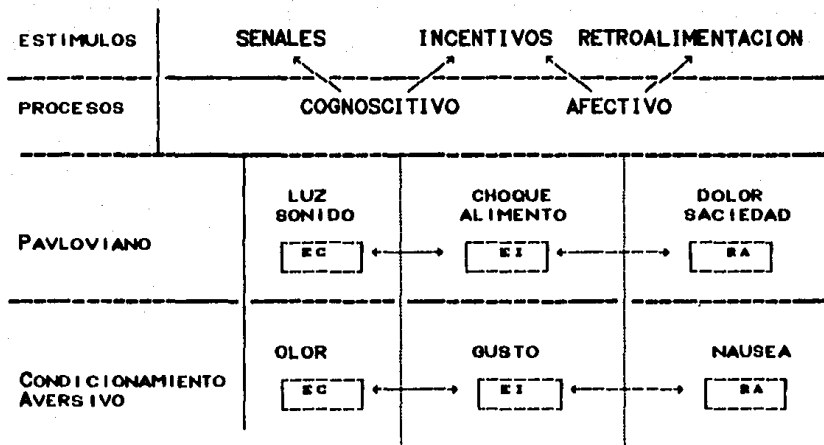 ESTIMULOS SENALES INCENTIVOS RETROALIMENTACION
PROCESOS COGNOSCITIVO AFECTIVO
LUZ CHOQUE DOLOR
SONIDO ALIMENTO SACIEDAD
PAVLOVIANO EC EI RA
OLOR GUSTO NAUSEA
CONDICIONAMIENTO
AVERSIVO EC EI RA